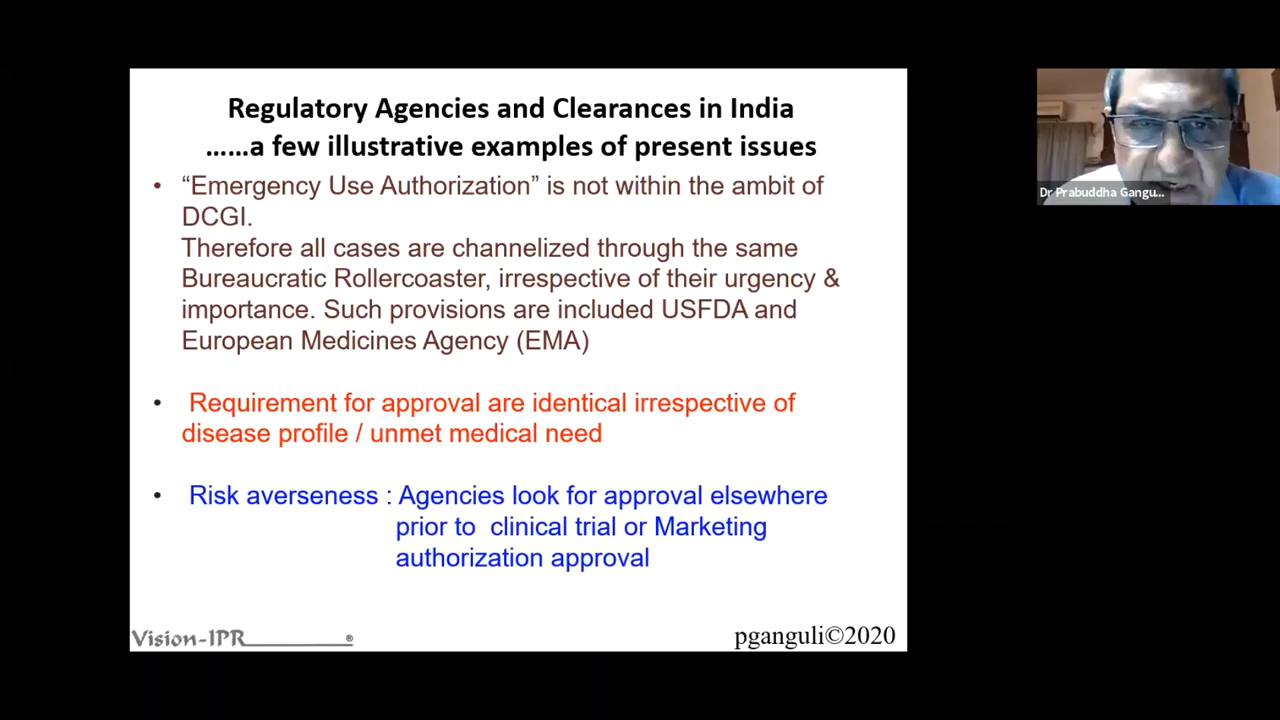 Regulatory Agencies and Clearances in India
……a few illustrative examples of present issues
• “Emergency Use Authorization” is not within the ambit of
DCGI.
Therefore all cases are channelized through the same
Bureaucratic Rollercoaster, irrespective of their urgency &
importance. Such provisions are included USFDA and
European Medicines Agency (EMA)
• Requirement for approval are identical irrespective of
disease profile / unmet medical need
• Risk averseness : Agencies look for approval elsewhere
prior to clinical trial or Marketing
authorization approval
Vision-IPR ®
pganguli©2020
Dr Prabuddha Gangu...